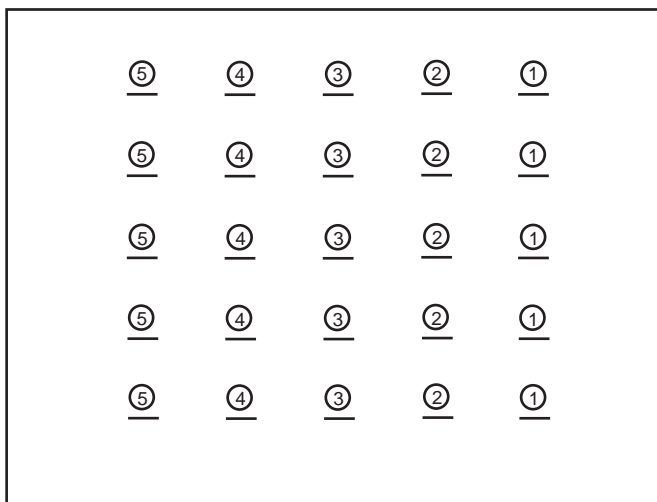 ⑤ ④ ③ ② ①
⑤ ④ ③ ② ①
⑤ ④ ③ ② ①
⑤ ④ ③ ② ①
⑤ ④ ③ ② ①